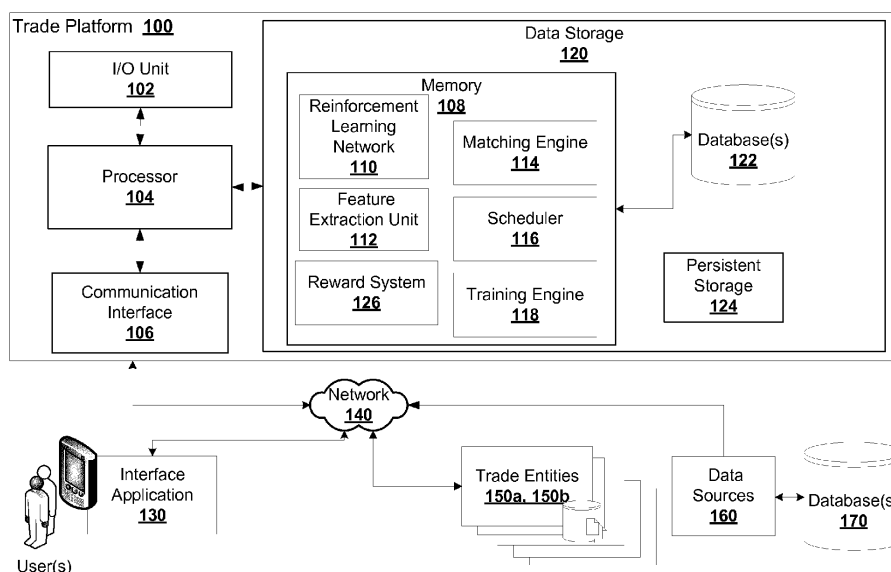 Trade Platform 100
Data Storage
120
I/O Unit
102
Processor
104
Communication
Interface
106
Memory
108
Reinforcement
Learning
Network
110
Feature
Extraction Unit
112
Reward System
126
Matching Engine
114
Scheduler
116
Training Engine
118
Database(s)
122
Persistent
Storage
124
Network
140
Interface
Application
130
User(s)
Trade Entities
150a, 150b
Data
Sources
160
Database(s
170